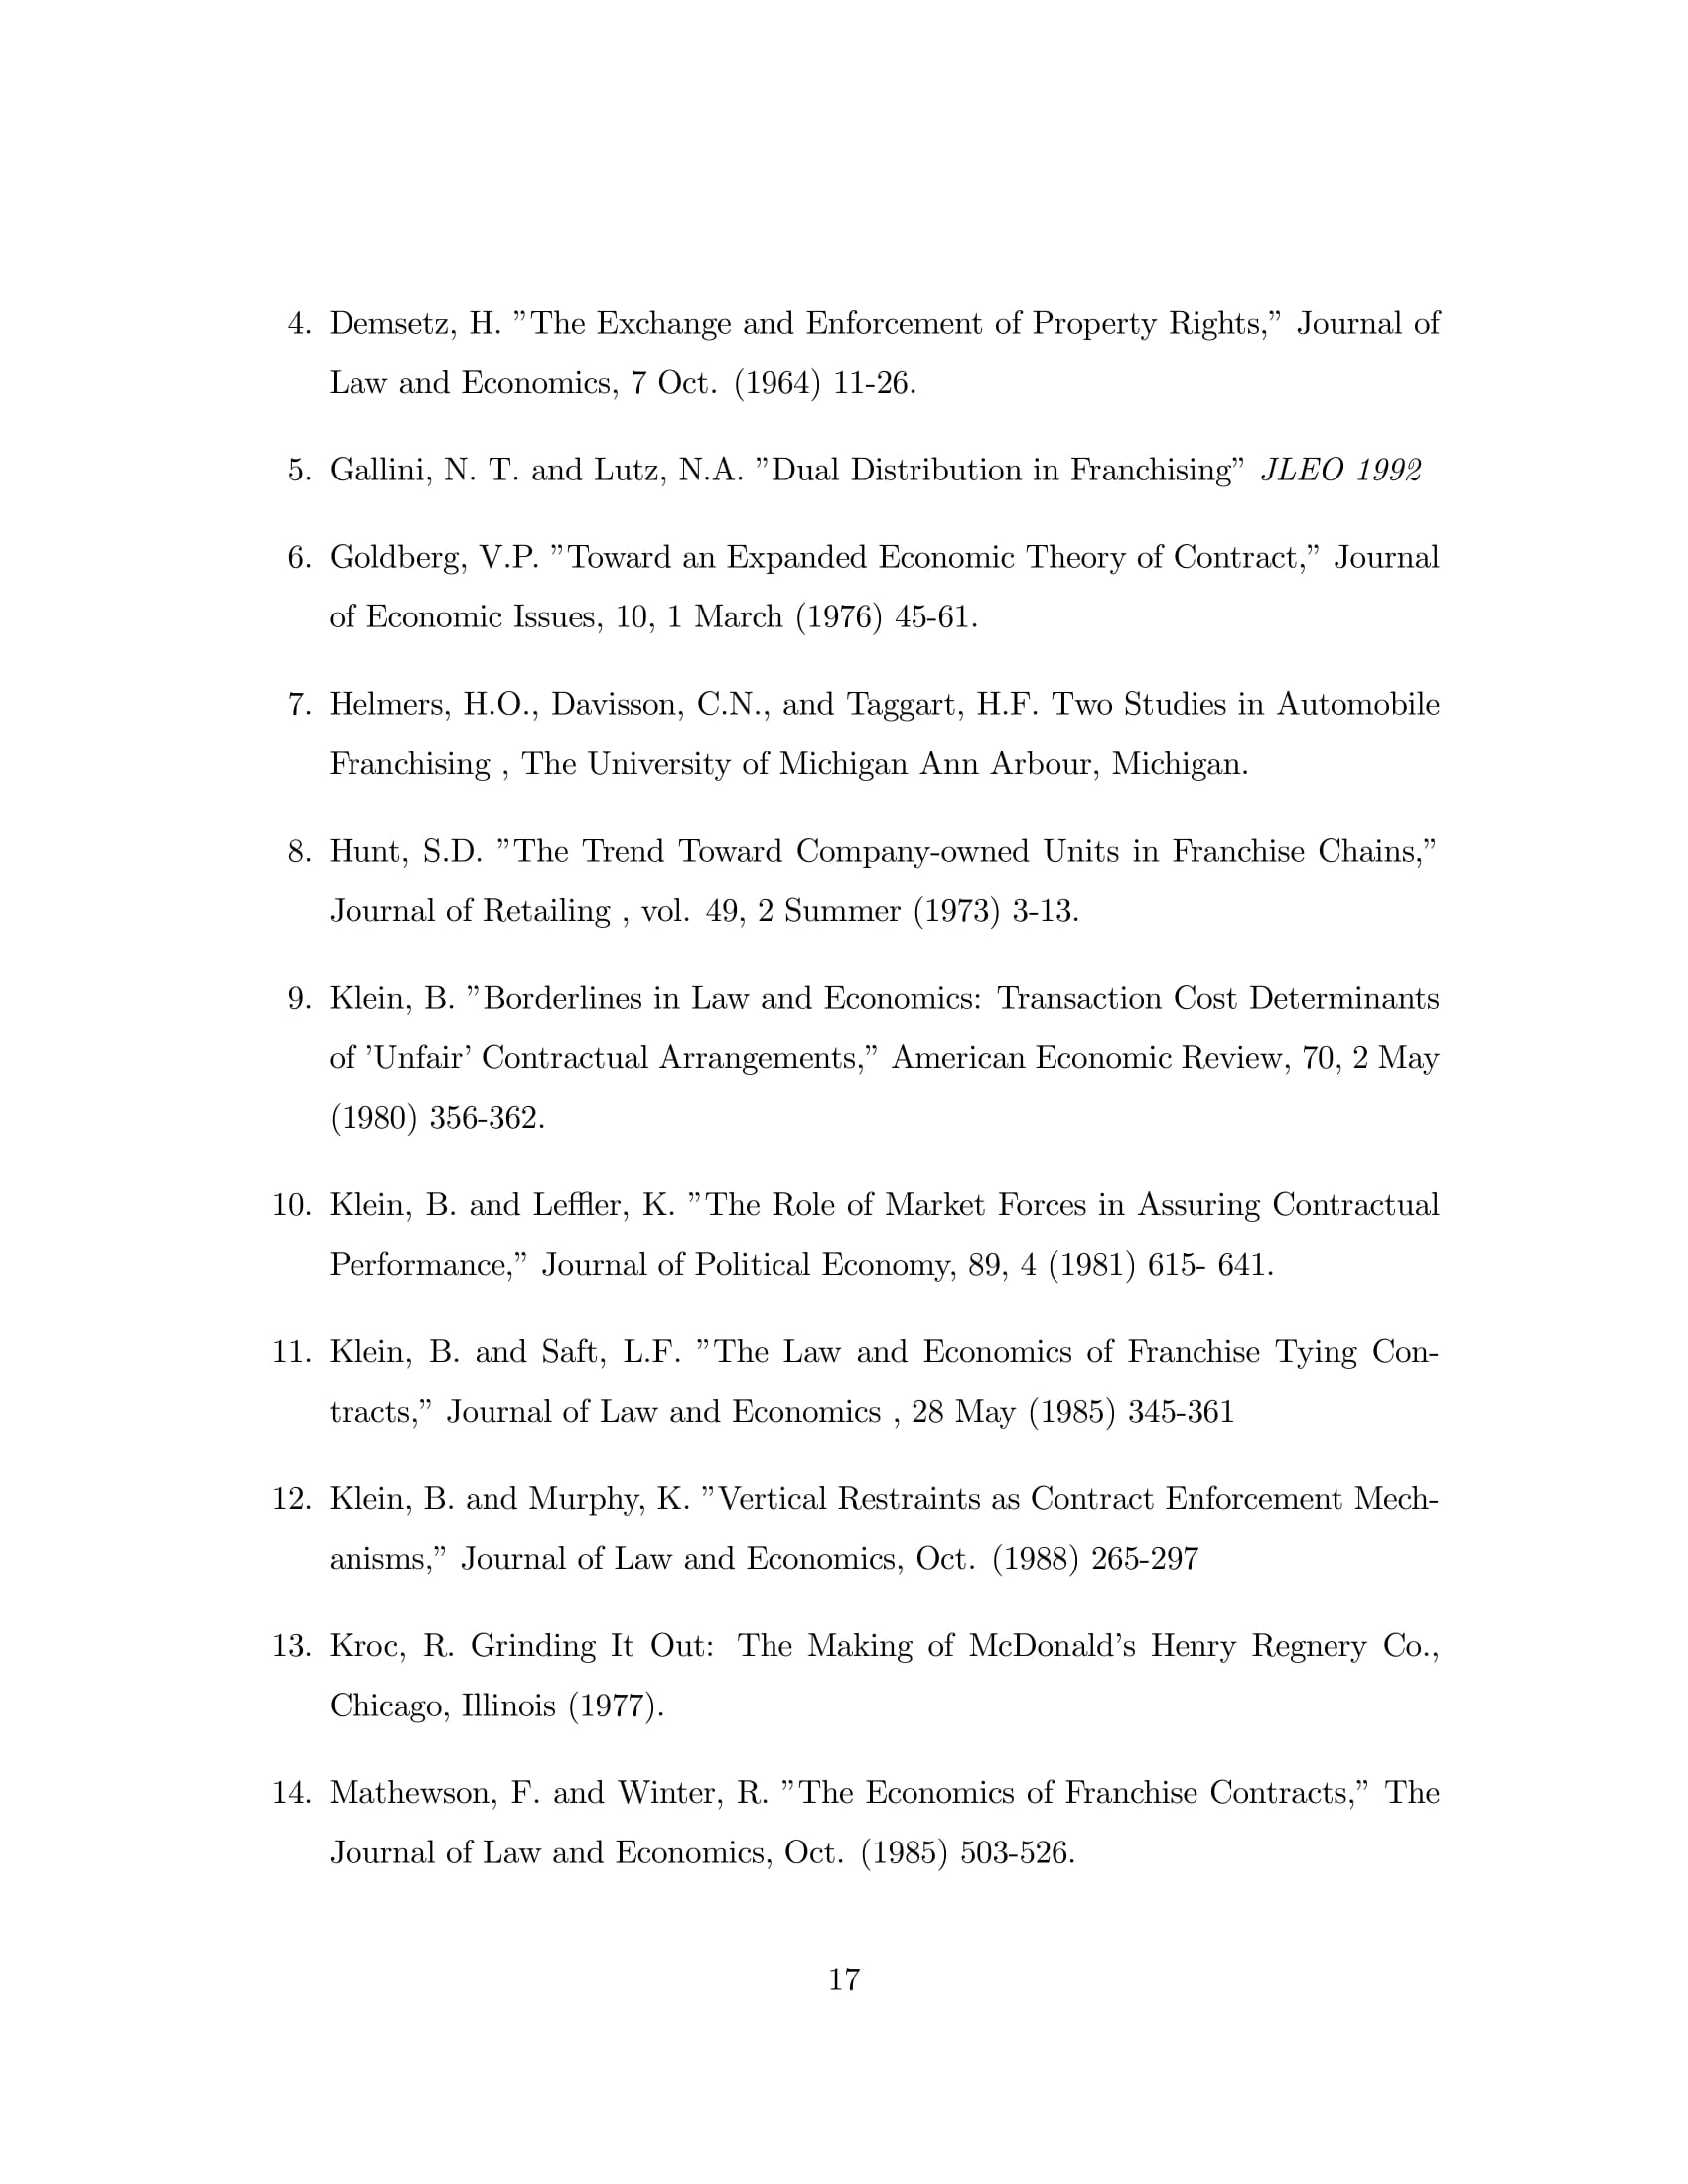 4. Demsetz, H. ”The Exchange and Enforcement of Property Rights,” Journal of
Law and Economics, 7 Oct. (1964) 11-26.
5. Gallini, N. T. and Lutz, N.A. ”Dual Distribution in Franchising” JLEO 1992
6. Goldberg, V.P. ”Toward an Expanded Economic Theory of Contract,” Journal
of Economic Issues, 10, 1 March (1976) 45-61.
7. Helmers, H.O., Davisson, C.N., and Taggart, H.F. Two Studies in Automobile
Franchising , The University of Michigan Ann Arbour, Michigan.
8. Hunt, S.D. ”The Trend Toward Company-owned Units in Franchise Chains,”
Journal of Retailing , vol. 49, 2 Summer (1973) 3-13.
9. Klein, B. ”Borderlines in Law and Economics: Transaction Cost Determinants
of ’Unfair’ Contractual Arrangements,” American Economic Review, 70, 2 May
(1980) 356-362.
10. Klein, B. and Leffler, K. ”The Role of Market Forces in Assuring Contractual
Performance,” Journal of Political Economy, 89, 4 (1981) 615- 641.
11. Klein, B. and Saft, L.F. ”The Law and Economics of Franchise Tying Con-
tracts,” Journal of Law and Economics , 28 May (1985) 345-361
12. Klein, B. and Murphy, K. ”Vertical Restraints as Contract Enforcement Mech-
anisms,” Journal of Law and Economics, Oct. (1988) 265-297
13. Kroc, R. Grinding It Out: The Making of McDonald’s Henry Regnery Co.,
Chicago, Illinois (1977).
14. Mathewson, F. and Winter, R. ”The Economics of Franchise Contracts,” The
Journal of Law and Economics, Oct. (1985) 503-526.
17